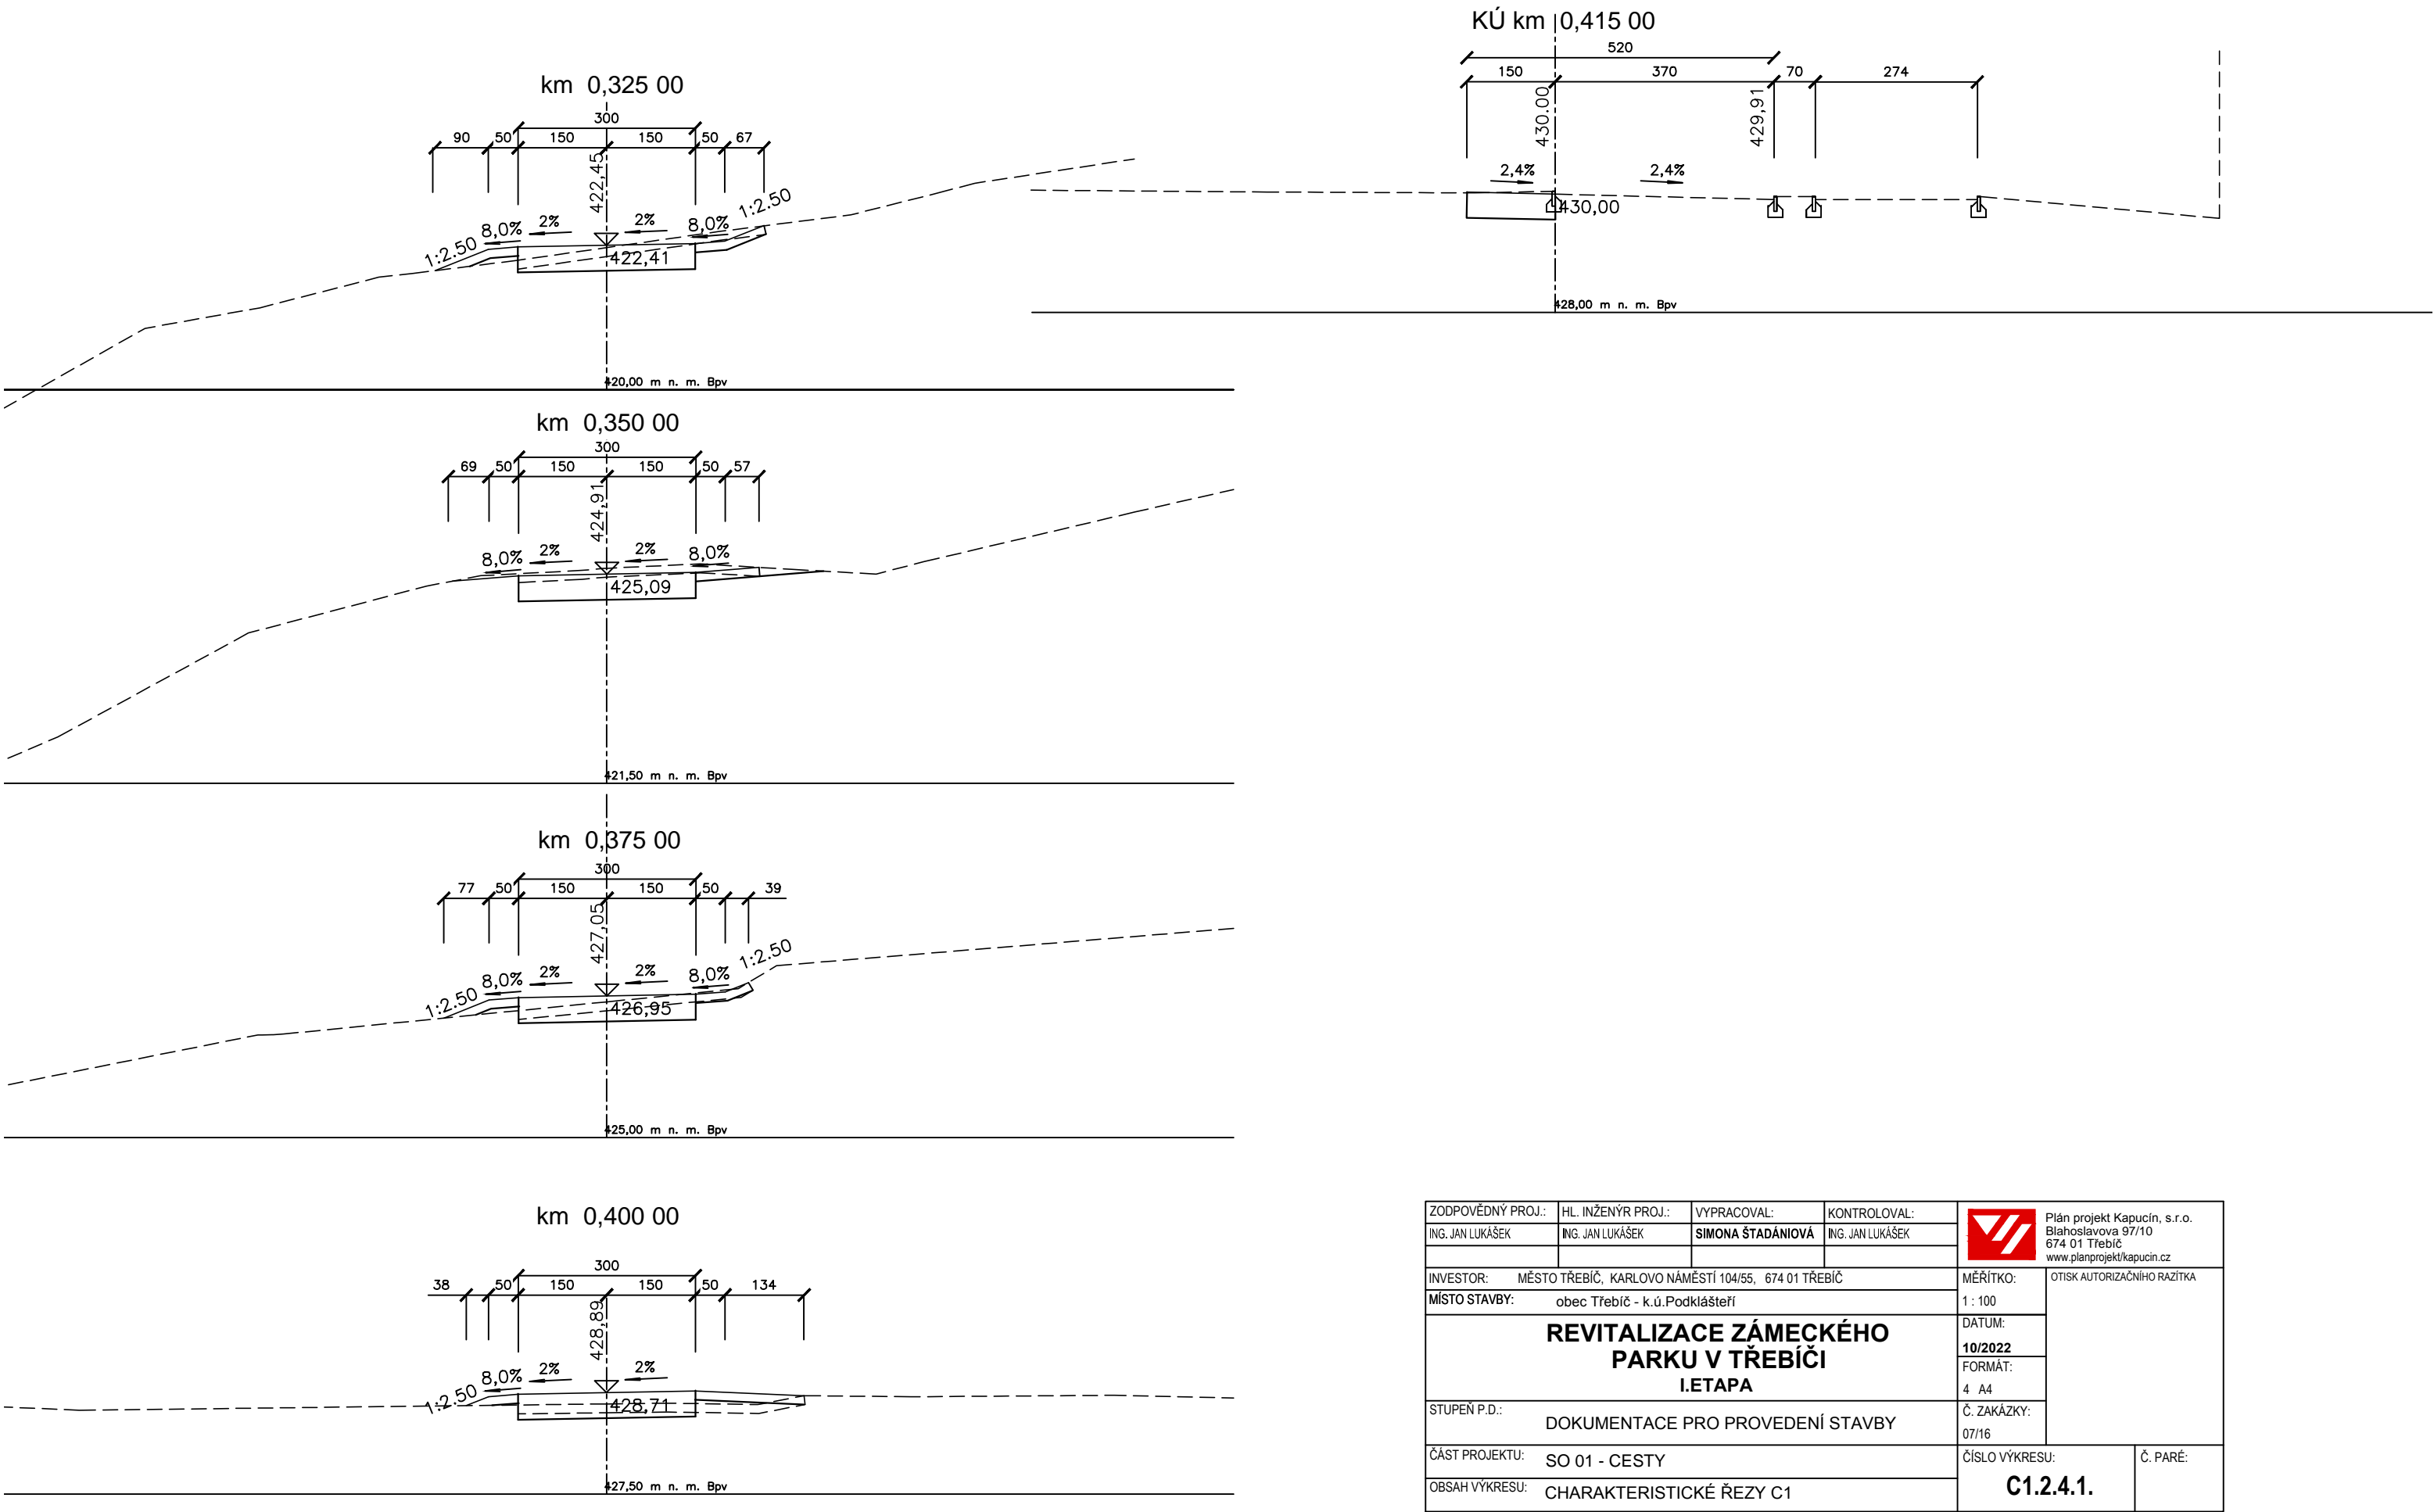 km 0,325 00
300
90 50 150 150 50 67
422,45
1:2.50 8,0% 2% 2% 8,0% 1:2.50
422,41
420,00 m n. m. Bpv
KÚ km 0,415 00
520
150 370 70 274
430.00 429,91
2,4% 2,4%
430,00
428,00 m n. m. Bpv
km 0,350 00
300
69 50 150 150 50 57
424,91
8,0% 2% 2% 8,0%
425,09
421,50 m n. m. Bpv
km 0,375 00
300
77 50 150 150 50 39
427,05
1:2.50 8,0% 2% 2% 8,0% 1:2.50
426,95
425,00 m n. m. Bpv
km 0,400 00
300
38 50 150 150 50 134
428,89
1:2.50 8,0% 2% 2%
428,71
427,50 m n. m. Bpv
ZODPOVĚDNÝ PROJ.: HL. INŽENÝR PROJ.: VYPRACOVAL: KONTROLOVAL:
ING. JAN LUKÁŠEK ING. JAN LUKÁŠEK SIMONA ŠTADÁNIOVÁ ING. JAN LUKÁŠEK
Plán projekt Kapucín, s.r.o.
Blahoslavova 97/10
674 01 Třebíč
www.planprojekt/kapucin.cz
INVESTOR: MĚSTO TŘEBÍČ, KARLOVO NÁMĚSTÍ 104/55, 674 01 TŘEBÍČ
MÍSTO STAVBY: obec Třebíč - k.ú.Podklášteří
MĚŘÍTKO:
1 : 100
OTISK AUTORIZAČNÍHO RAZÍTKA
REVITALIZACE ZÁMECKÉHO
PARKU V TŘEBÍČI
I.ETAPA
DATUM:
10/2022
FORMÁT:
4 A4
STUPEŇ P.D.: DOKUMENTACE PRO PROVEDENÍ STAVBY
Č. ZAKÁZKY:
07/16
ČÁST PROJEKTU: SO 01 - CESTY
OBSAH VÝKRESU: CHARAKTERISTICKÉ ŘEZY C1
ČÍSLO VÝKRESU:
C1.2.4.1.
Č. PARÉ: